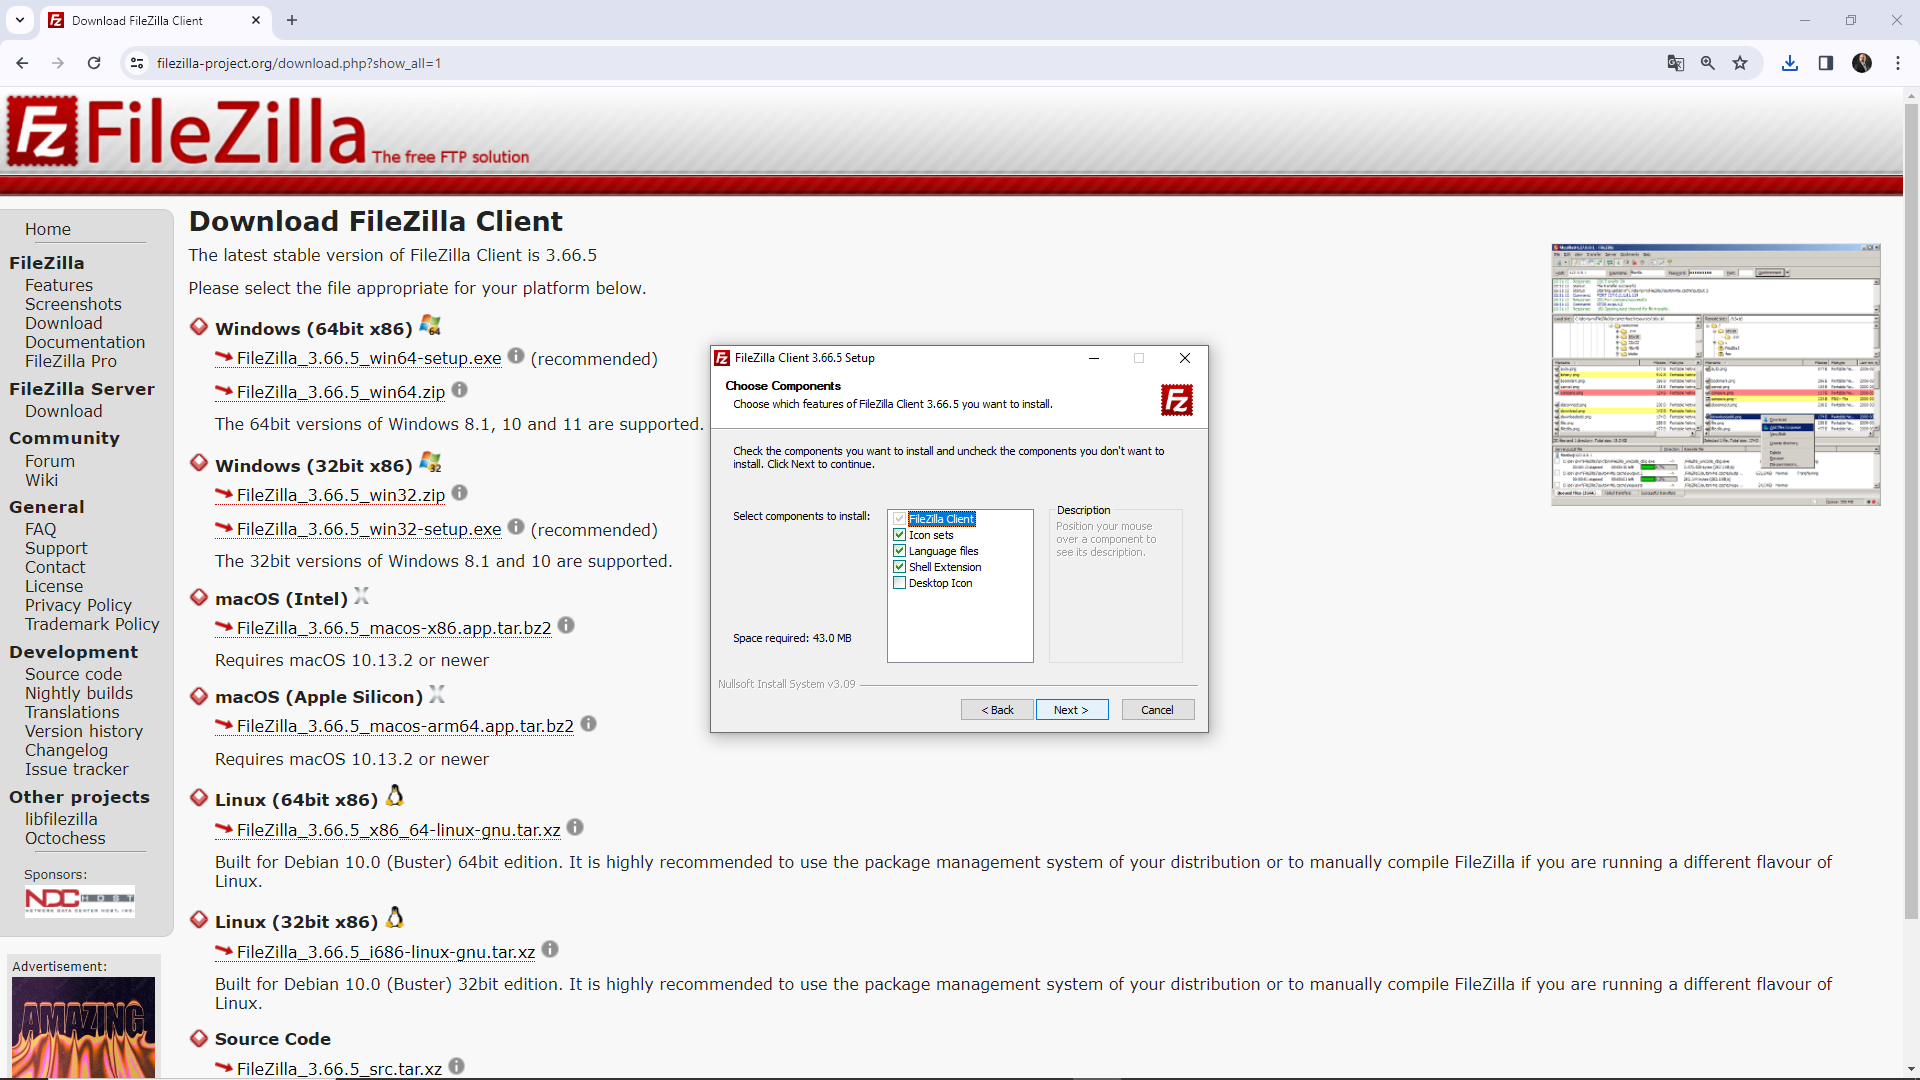 Download FileZilla Client
filezilla-project.org/download.php?show_all=1
Fz FileZilla The free FTP solution
Home
FileZilla
Features
Screenshots
Download
Documentation
FileZilla Pro
FileZilla Server
Download
Community
Forum
Wiki
General
FAQ
Support
Contact
License
Privacy Policy
Trademark Policy
Development
Source code
Nightly builds
Translations
Version history
Changelog
Issue tracker
Other projects
libfilezilla
Octochess
Sponsors:
NDC HOST
NETWORK DATA CENTER HOST, INC.
Advertisement:
AMAZING
Download FileZilla Client
The latest stable version of FileZilla Client is 3.66.5
Please select the file appropriate for your platform below.
Windows (64bit x86) 64
FileZilla_3.66.5_win64-setup.exe (recommended)
FileZilla_3.66.5_win64.zip
The 64bit versions of Windows 8.1, 10 and 11 are supported.
Windows (32bit x86) 32
FileZilla_3.66.5_win32.zip
FileZilla_3.66.5_win32-setup.exe (recommended)
The 32bit versions of Windows 8.1 and 10 are supported.
macOS (Intel) X
FileZilla_3.66.5_macos-x86.app.tar.bz2
Requires macOS 10.13.2 or newer
macOS (Apple Silicon) X
FileZilla_3.66.5_macos-arm64.app.tar.bz2
Requires macOS 10.13.2 or newer
Linux (64bit x86)
FileZilla_3.66.5_x86_64-linux-gnu.tar.xz
Built for Debian 10.0 (Buster) 64bit edition. It is highly recommended to use the package management system of your distribution or to manually compile FileZilla if you are running a different flavour of
Linux.
Linux (32bit x86)
FileZilla_3.66.5_i686-linux-gnu.tar.xz
Built for Debian 10.0 (Buster) 32bit edition. It is highly recommended to use the package management system of your distribution or to manually compile FileZilla if you are running a different flavour of
Linux.
Source Code
FileZilla_3.66.5_src.tar.xz
FileZilla Client 3.66.5 Setup
Choose Components
Choose which features of FileZilla Client 3.66.5 you want to install.
Fz
Check the components you want to install and uncheck the components you don't want to
install. Click Next to continue.
Select components to install:
FileZilla Client
Icon sets
Language files
Shell Extension
Desktop Icon
Description
Position your mouse
over a component to
see its description.
Space required: 43.0 MB
Nullsoft Install System v3.09
< Back
Next >
Cancel